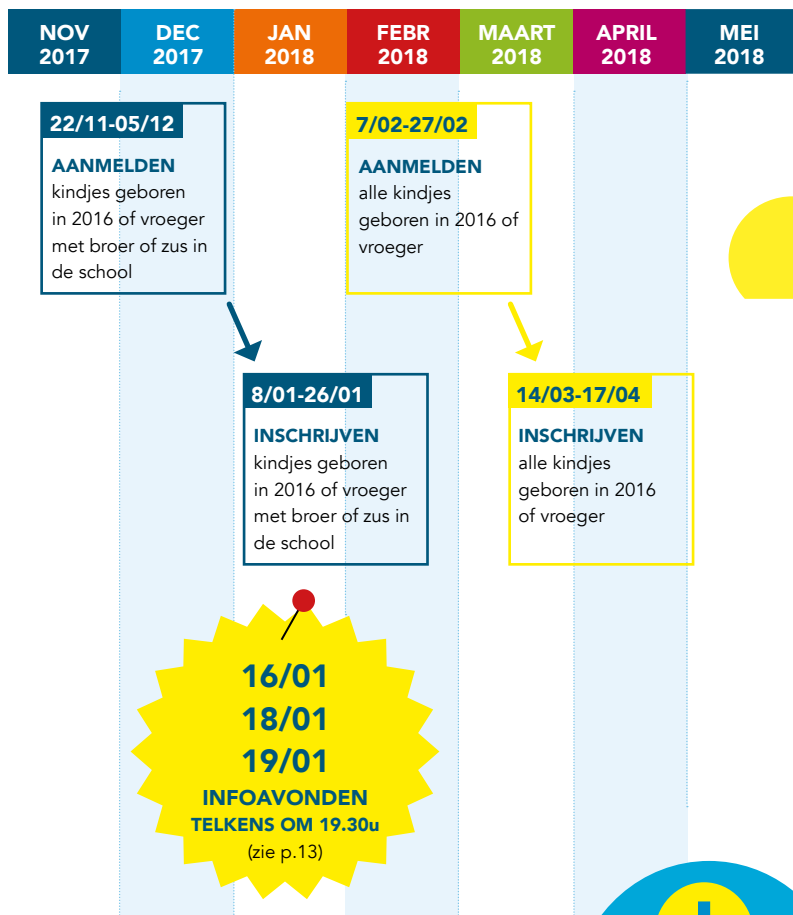 NOV
2017
DEC
2017
JAN
2018
FEBR
2018
MAART
2018
APRIL
2018
MEI
2018
22/11-05/12
AANMELDEN
kindjes geboren
in 2016 of vroeger
met broer of zus in
de school
7/02-27/02
AANMELDEN
alle kindjes
geboren in 2016 of
vroeger
8/01-26/01
INSCHRIJVEN
kindjes geboren
in 2016 of vroeger
met broer of zus in
de school
14/03-17/04
INSCHRIJVEN
alle kindjes
geboren in 2016
of vroeger
16/01
18/01
19/01
INFOAVONDEN
TELKENS OM 19.30u
(zie p.13)